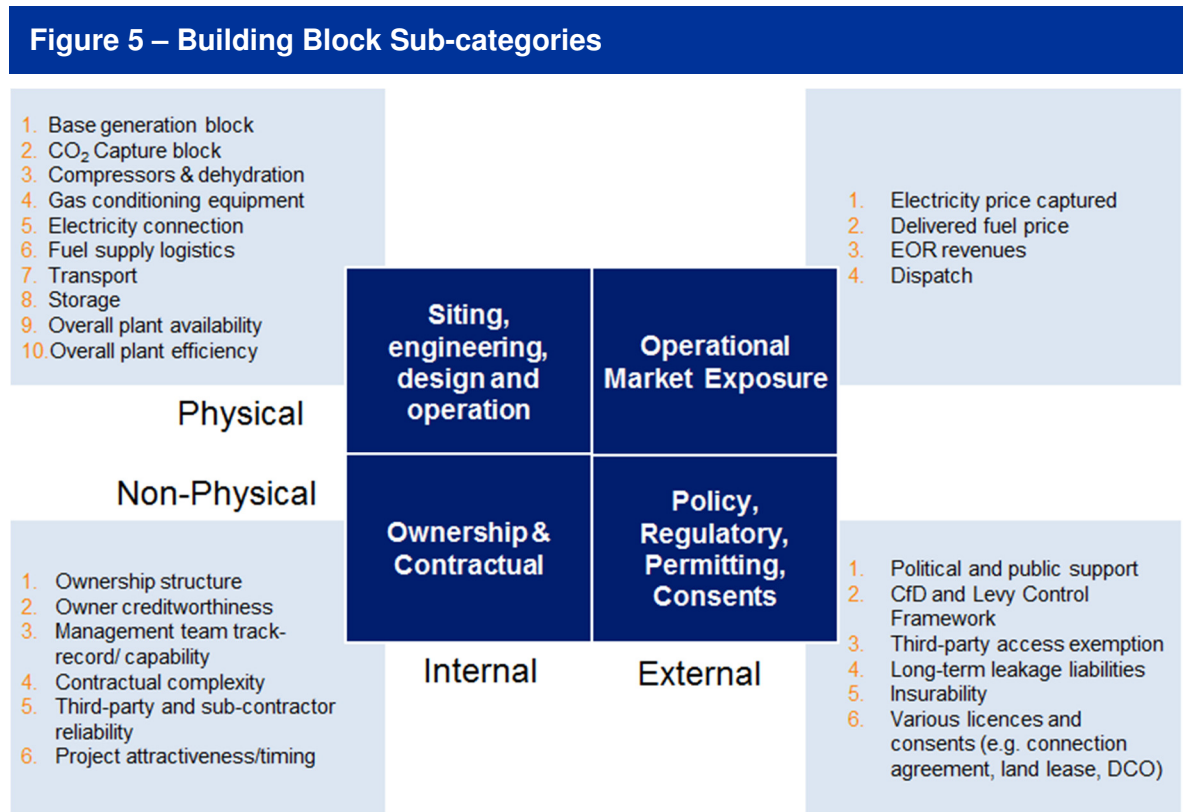 Figure 5 – Building Block Sub-categories
1. Base generation block
2. CO₂ Capture block
3. Compressors & dehydration
4. Gas conditioning equipment
5. Electricity connection
6. Fuel supply logistics
7. Transport
8. Storage
9. Overall plant availability
10. Overall plant efficiency
1. Electricity price captured
2. Delivered fuel price
3. EOR revenues
4. Dispatch
Siting,
engineering,
design and
operation
Operational
Market Exposure
Physical
Non-Physical
Ownership &
Contractual
Policy,
Regulatory,
Permitting,
Consents
1. Ownership structure
2. Owner creditworthiness
3. Management team track-
record/ capability
4. Contractual complexity
5. Third-party and sub-contractor
reliability
6. Project attractiveness/timing
Internal
External
1. Political and public support
2. CfD and Levy Control
Framework
3. Third-party access exemption
4. Long-term leakage liabilities
5. Insurability
6. Various licences and
consents (e.g. connection
agreement, land lease, DCO)